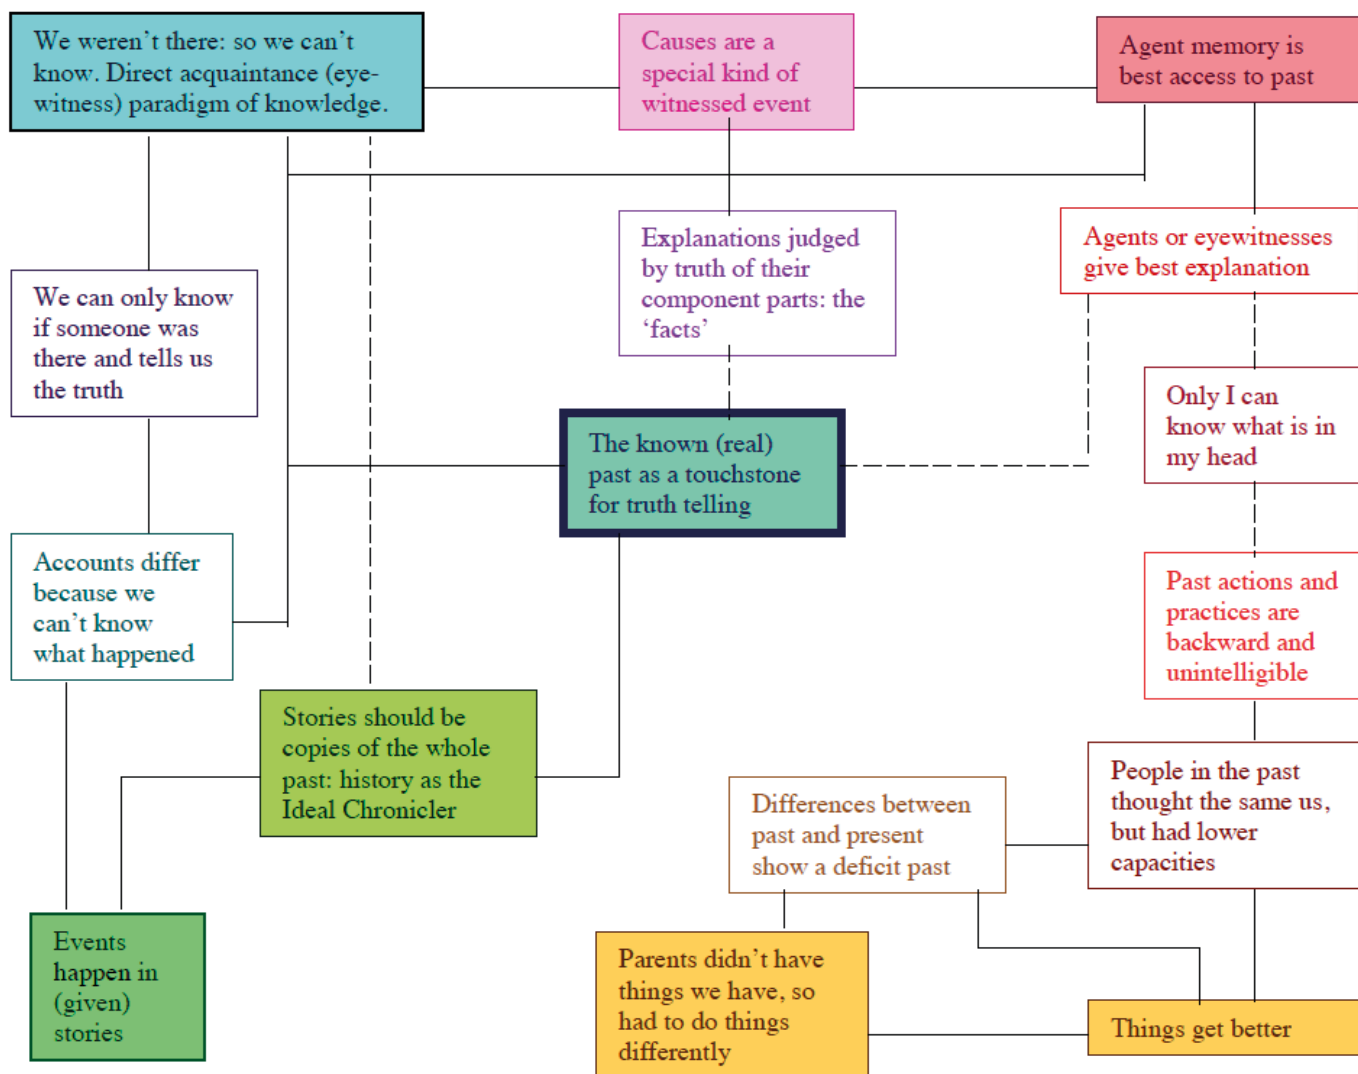 We weren’t there: so we can’t
know. Direct acquaintance (eye-
witness) paradigm of knowledge.
Causes are a
special kind of
witnessed event
Agent memory is
best access to past
Explanations judged
by truth of their
component parts: the
‘facts’
Agents or eyewitnesses
give best explanation
We can only know
if someone was
there and tells us
the truth
Only I can
know what is in
my head
The known (real)
past as a touchstone
for truth telling
Accounts differ
because we
can’t know
what happened
Past actions and
practices are
backward and
unintelligible
Stories should be
copies of the whole
past: history as the
Ideal Chronicler
People in the past
thought the same us,
but had lower
capacities
Differences between
past and present
show a deficit past
Events
happen in
(given)
stories
Parents didn’t have
things we have, so
had to do things
differently
Things get better